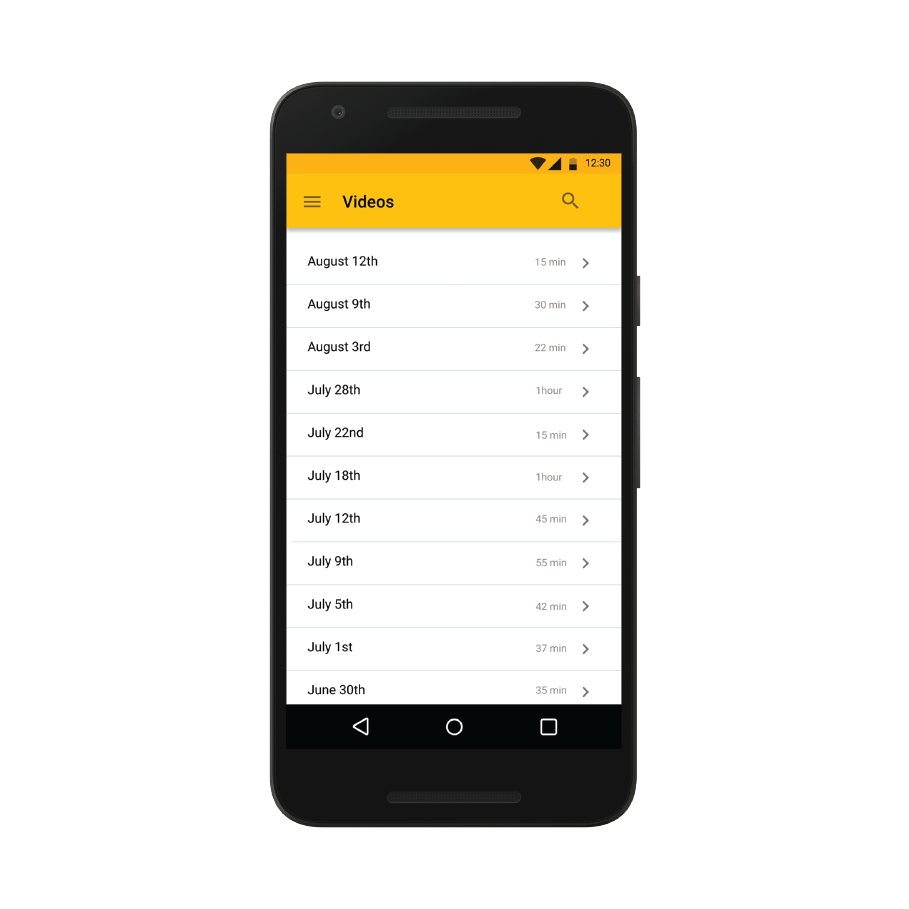 12:30
Videos
August 12th 15 min
August 9th 30 min
August 3rd 22 min
July 28th 1hour
July 22nd 15 min
July 18th 1hour
July 12th 45 min
July 9th 55 min
July 5th 42 min
July 1st 37 min
June 30th 35 min